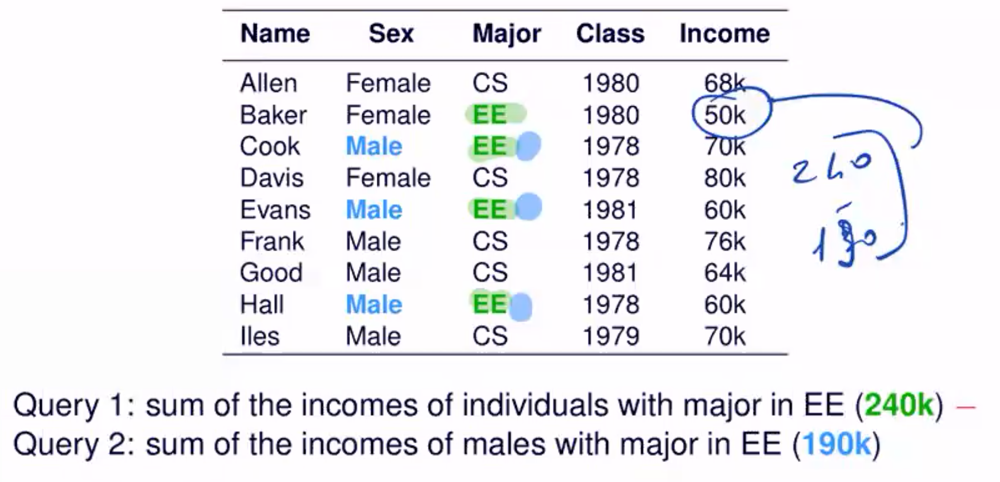 Name Sex Major Class Income
Allen Female CS 1980 68k
Baker Female EE 1980 50k
Cook Male EE 1978 70k
Davis Female CS 1978 80k
Evans Male EE 1981 60k
Frank Male CS 1978 76k
Good Male CS 1981 64k
Hall Male EE 1978 60k
Iles Male CS 1979 70k
240
190
Query 1: sum of the incomes of individuals with major in EE (240k) –
Query 2: sum of the incomes of males with major in EE (190k)